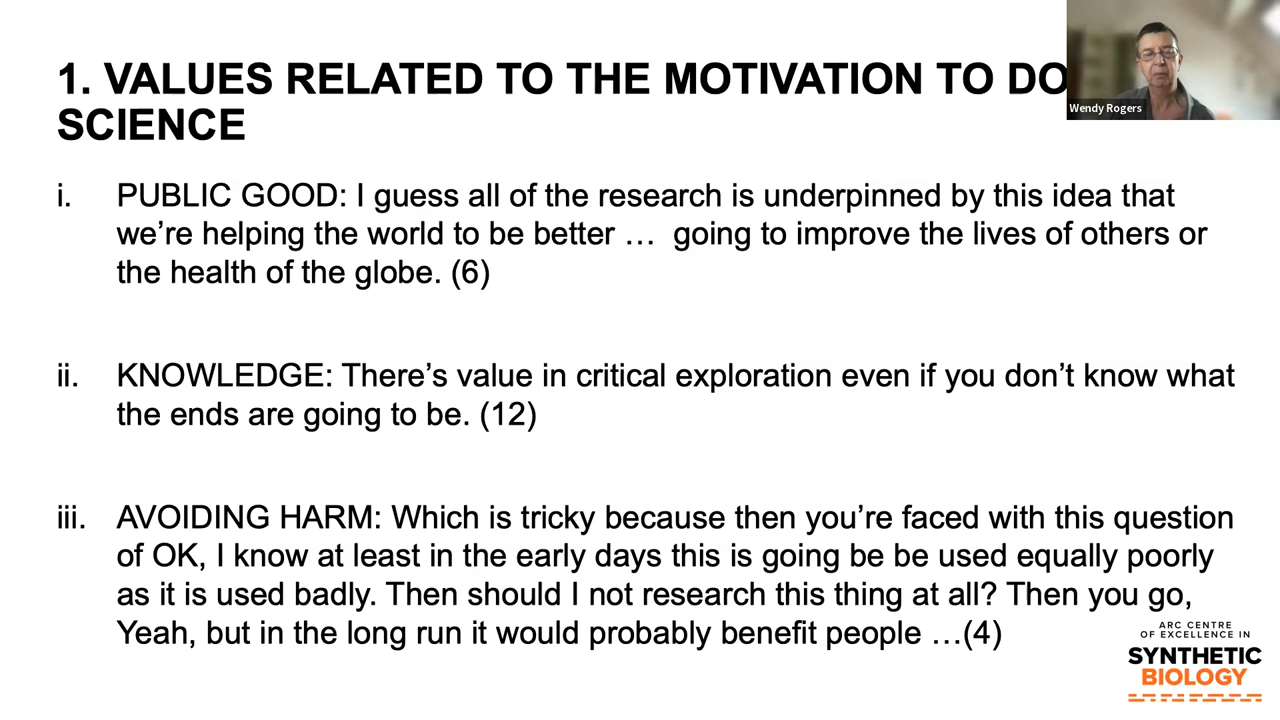 1. VALUES RELATED TO THE MOTIVATION TO DO
SCIENCE
Wendy Rogers
i. PUBLIC GOOD: I guess all of the research is underpinned by this idea that
we’re helping the world to be better … going to improve the lives of others or
the health of the globe. (6)
ii. KNOWLEDGE: There’s value in critical exploration even if you don’t know what
the ends are going to be. (12)
iii. AVOIDING HARM: Which is tricky because then you’re faced with this question
of OK, I know at least in the early days this is going be be used equally poorly
as it is used badly. Then should I not research this thing at all? Then you go,
Yeah, but in the long run it would probably benefit people …(4)
ARC CENTRE
OF EXCELLENCE IN
SYNTHETIC
BIOLOGY